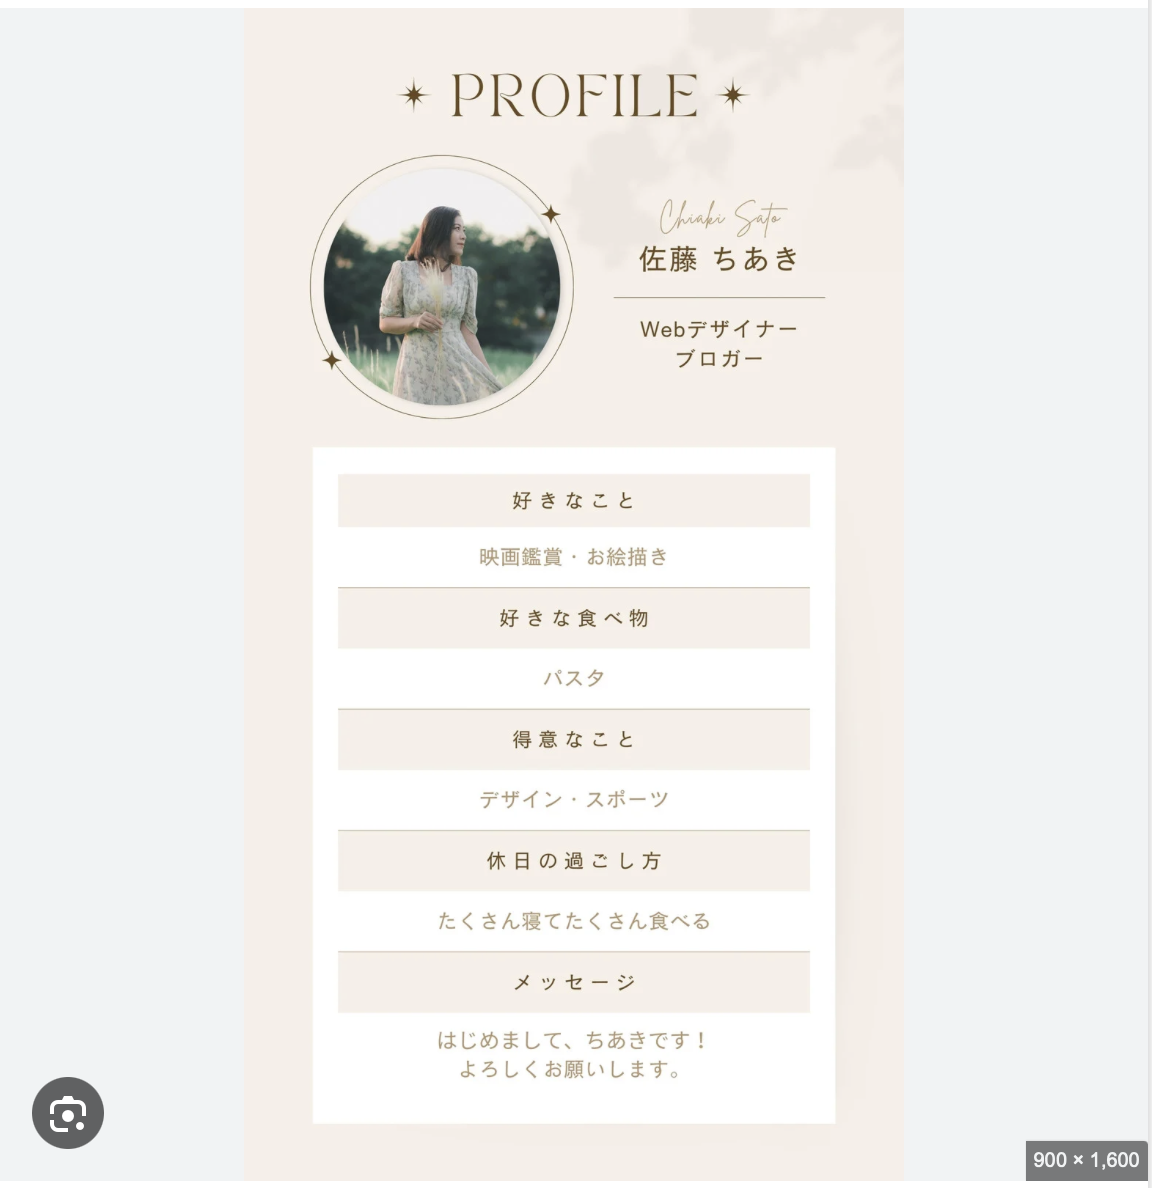 PROFILE
Chiaki Sato
佐藤 ちあき
Webデザイナー
ブロガー
好きなこと
映画鑑賞・お絵描き
好きな食べ物
パスタ
得意なこと
デザイン・スポーツ
休日の過ごし方
たくさん寝てたくさん食べる
メッセージ
はじめまして、ちあきです！
よろしくお願いします。
900 × 1,600